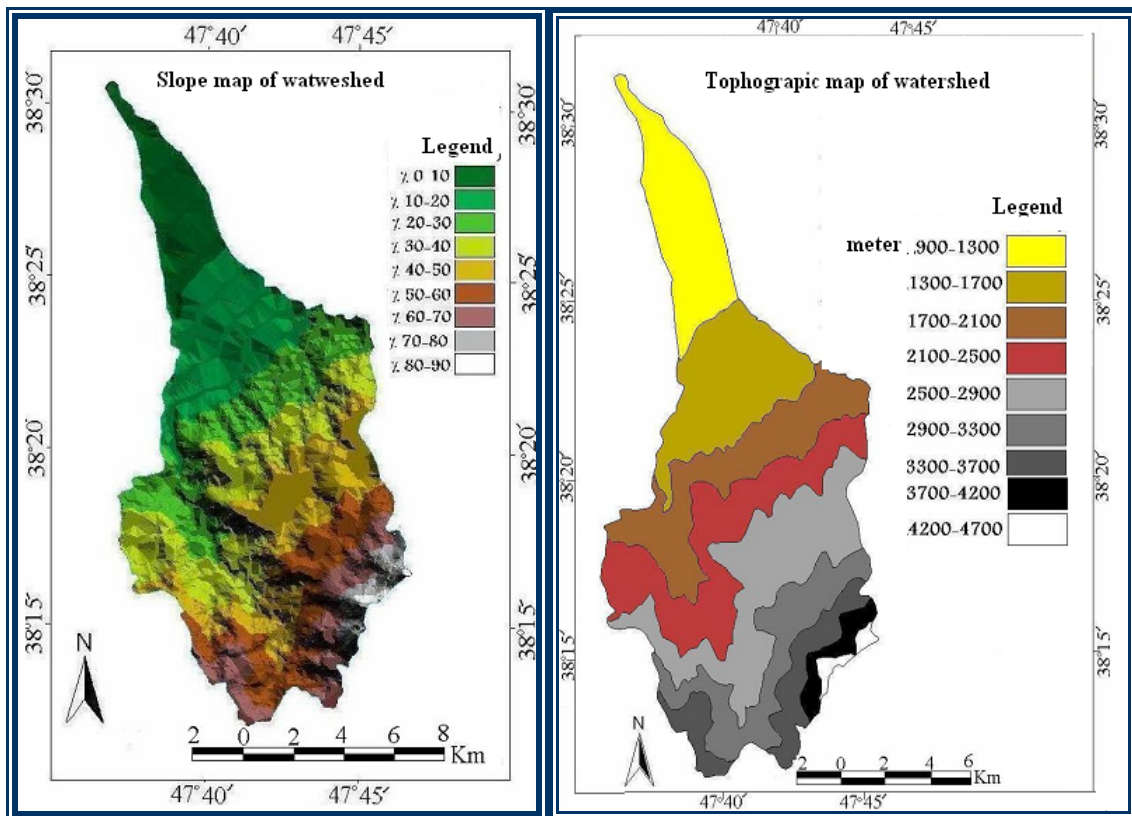 47°40′ 47°45′
Slope map of watweshed
38°30′ 38°30′
Legend
٪ 0-10
٪ 10-20
٪ 20-30
٪ 30-40
٪ 40-50
٪ 50-60
٪ 60-70
٪ 70-80
٪ 80-90
38°25′ 38°25′
38°20′ 38°20′
38°15′ 38°15′
N
2 0 2 4 6 8
Km
47°40′ 47°45′
47°40′ 47°45′
Tophograpic map of watershed
38°30′ 38°30′
Legend
meter .900-1300
.1300-1700
1700-2100
2100-2500
2500-2900
2900-3300
3300-3700
3700-4200
.4200-4700
38°25′ 38°25′
38°20′ 38°20′
38°15′ 38°15′
N
2 0 2 4 6
Km
47°40′ 47°45′